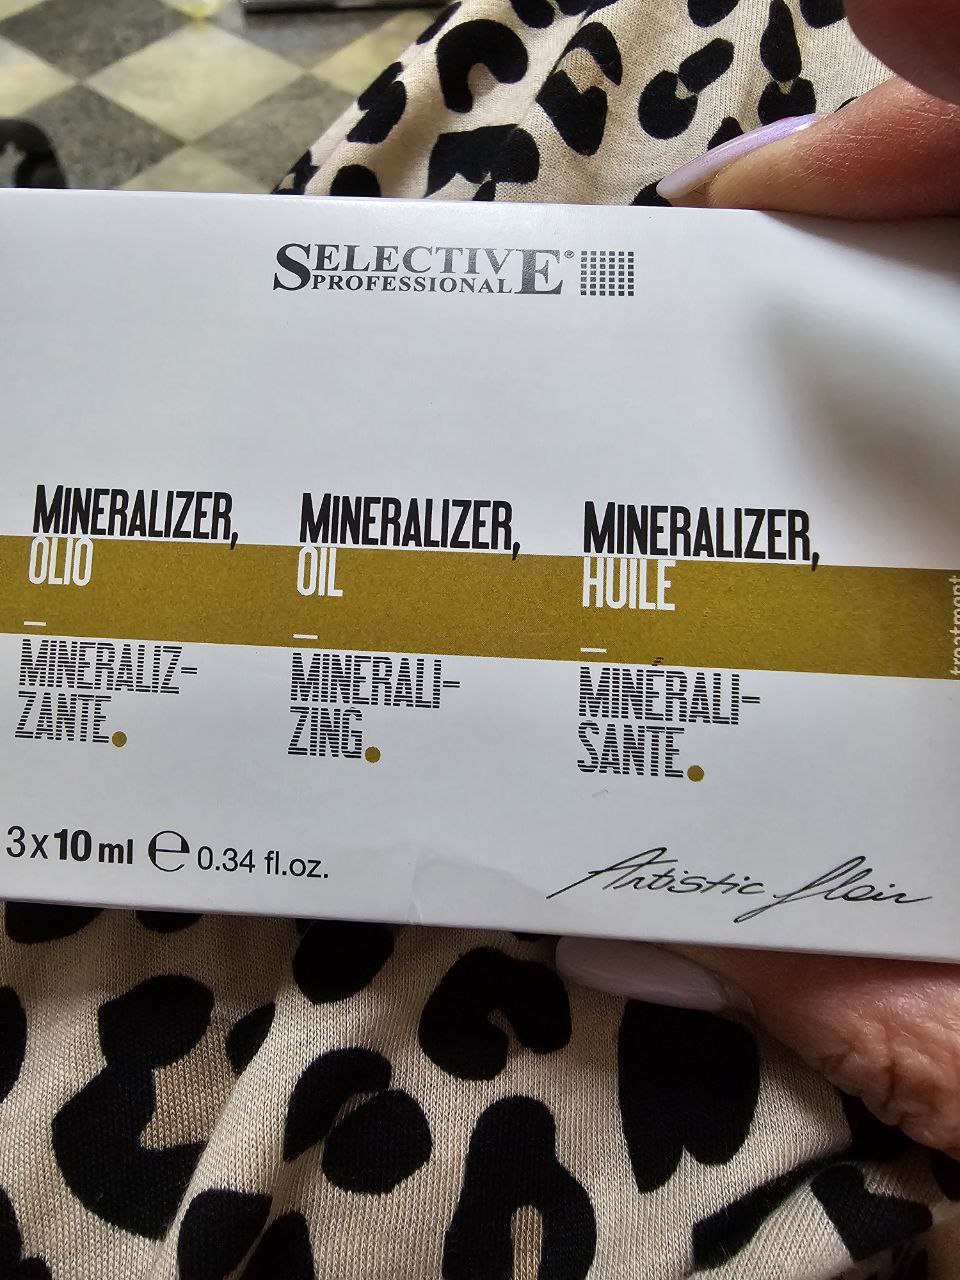 SELECTIVE®
PROFESSIONAL
MINERALIZER,
OLIO
MINERALIZ-
ZANTE.
MINERALIZER,
OIL
MINERALI-
ZING.
MINERALIZER,
HUILE
MINÉRALI-
SANTE.
treatment
3x10 ml e 0.34 fl.oz.
Artistic flair